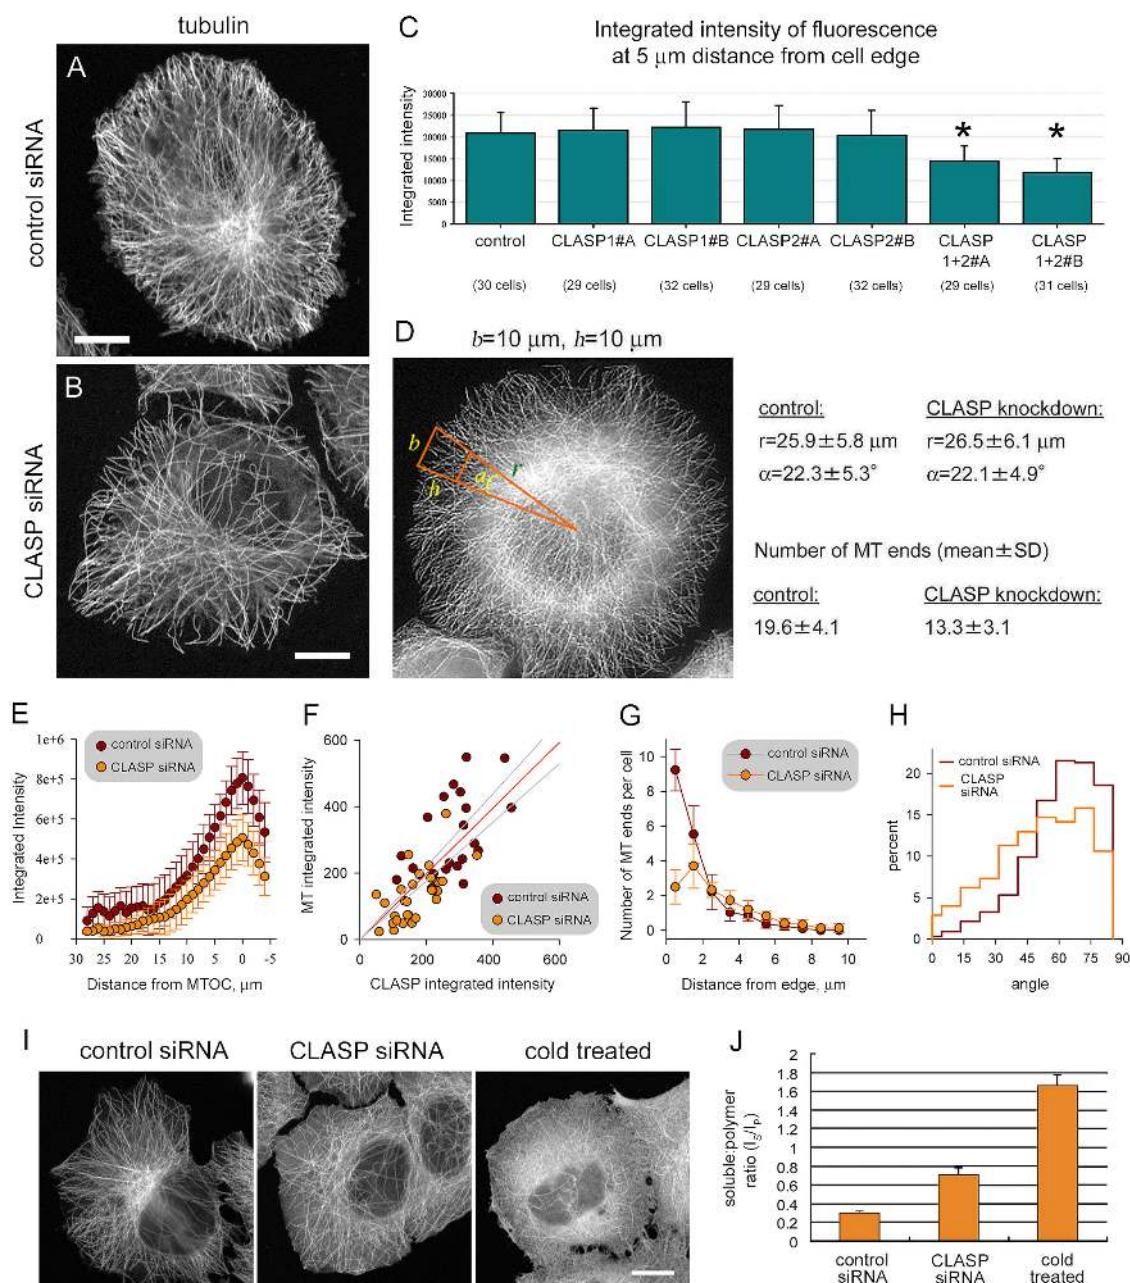 tubulin
control siRNA
A
CLASP siRNA
B
C
Integrated intensity of fluorescence
at 5 μm distance from cell edge
Integrated intensity
30000
25000
20000
15000
10000
5000
0
* *
control CLASP1#A CLASP1#B CLASP2#A CLASP2#B CLASP CLASP
1+2#A 1+2#B
(30 cells) (29 cells) (32 cells) (29 cells) (32 cells) (29 cells) (31 cells)
D
b=10 μm, h=10 μm
b
h
r
control: CLASP knockdown:
r=25.9±5.8 μm r=26.5±6.1 μm
α=22.3±5.3° α=22.1±4.9°
Number of MT ends (mean±SD)
control: CLASP knockdown:
19.6±4.1 13.3±3.1
E
1e+6
8e+5
6e+5
4e+5
2e+5
0
Integrated Intensity
control siRNA
CLASP siRNA
30 25 20 15 10 5 0 -5
Distance from MTOC, μm
F
600
400
200
0
MT integrated intensity
control siRNA
CLASP siRNA
0 200 400 600
CLASP integrated intensity
G
10
8
6
4
2
0
Number of MT ends per cell
control siRNA
CLASP siRNA
0 2 4 6 8 10
Distance from edge, μm
H
20
15
10
5
0
percent
control siRNA
CLASP
siRNA
0 15 30 45 60 75 90
angle
I
control siRNA CLASP siRNA cold treated
J
2
1.8
1.6
1.4
1.2
1
0.8
0.6
0.4
0.2
0
soluble:polymer
ratio (Is/Ip)
control CLASP cold
siRNA siRNA treated